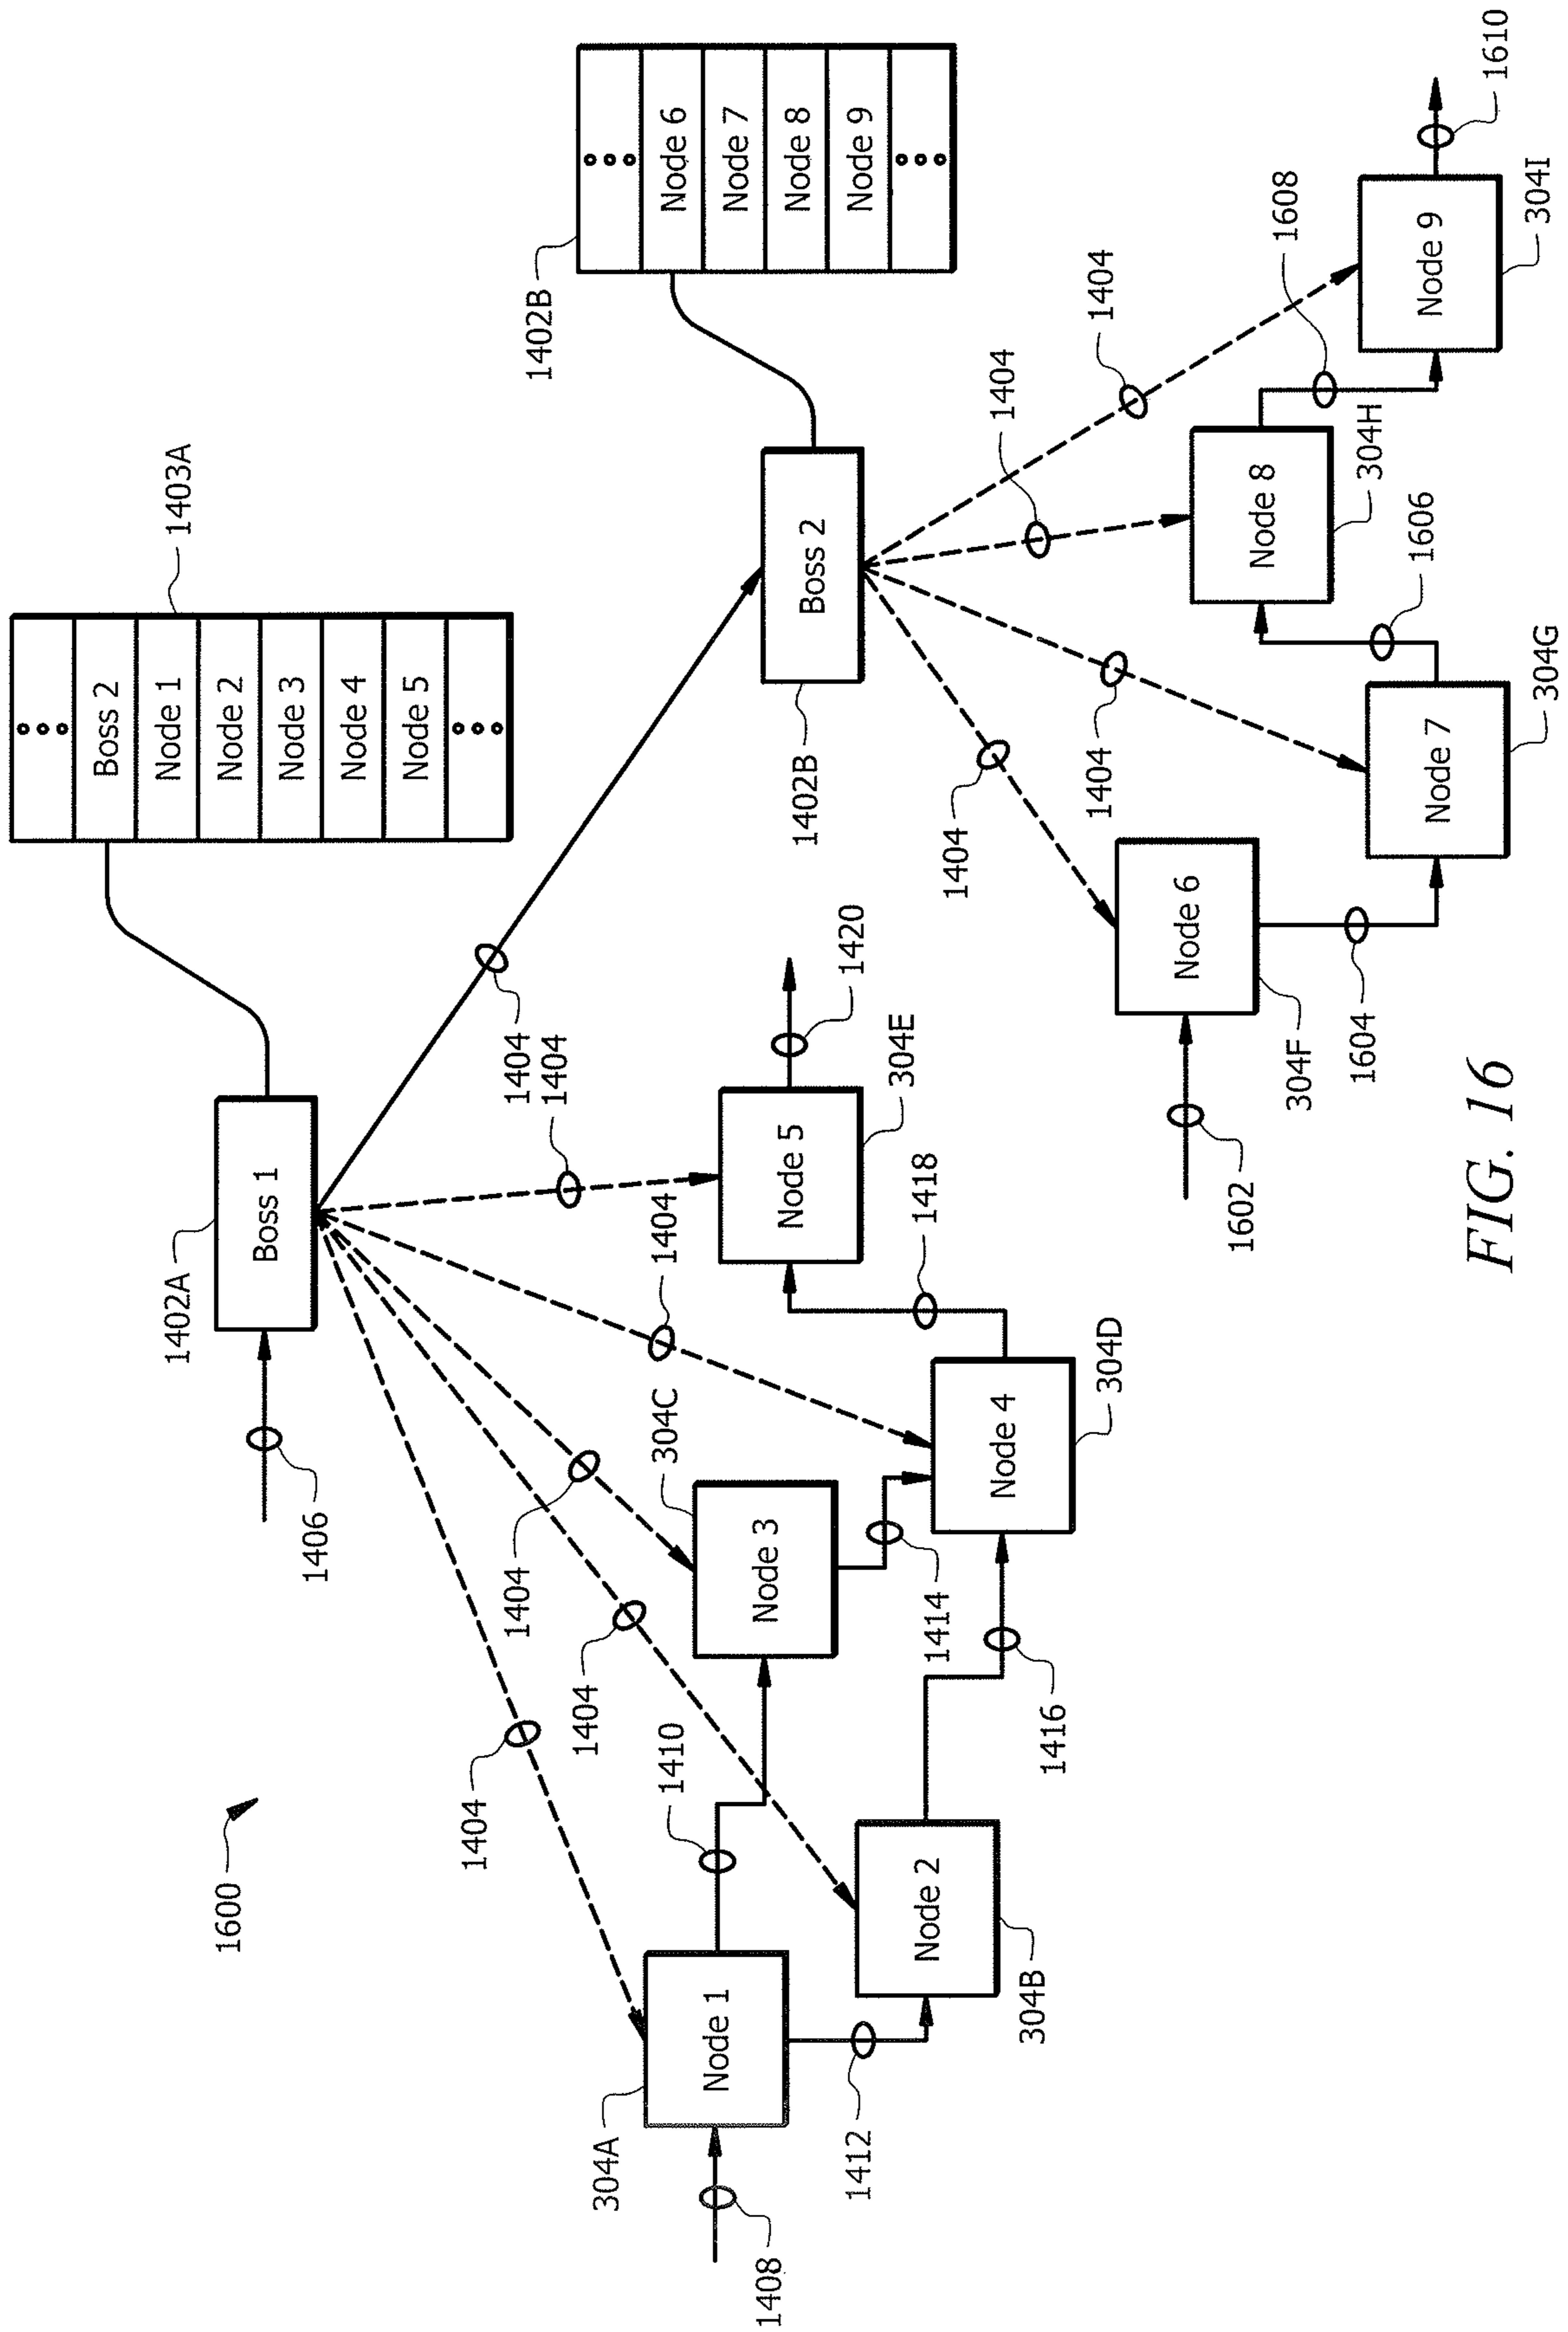 1600
1406
1402A
Boss 1
1403A
•••
Boss 2
Node 1
Node 2
Node 3
Node 4
Node 5
•••
1404
1404
1404
1404
1404
1404
1408
304A
Node 1
1410
1412
Node 2
304B
304C
Node 3
1414
1416
Node 4
304D
1418
Node 5
304E
1420
1402B
Boss 2
1402B
•••
Node 6
Node 7
Node 8
Node 9
•••
1404
1404
1404
1404
1602
Node 6
304F
1604
Node 7
304G
1606
Node 8
304H
1608
Node 9
304I
1610
FIG. 16